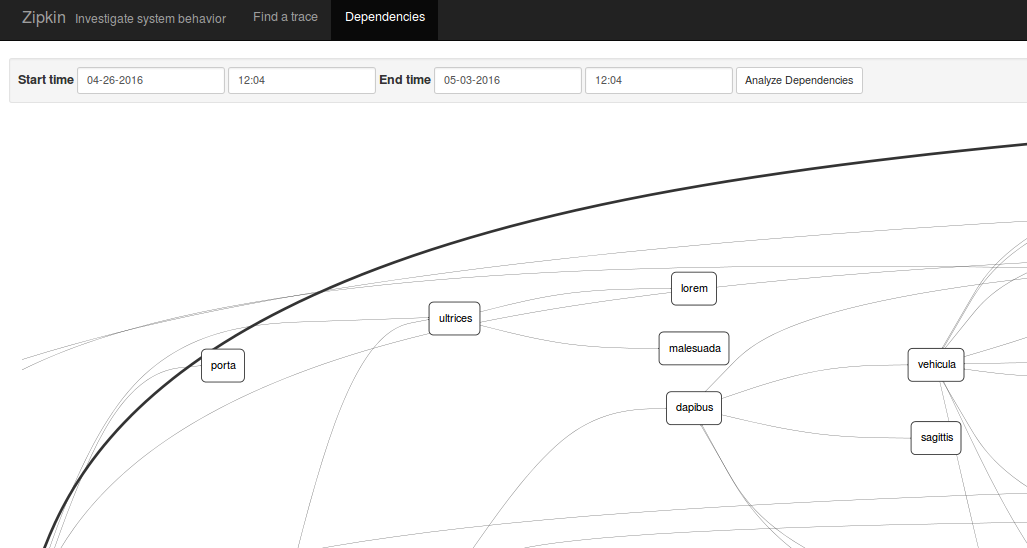 Zipkin Investigate system behavior Find a trace Dependencies
Start time 04-26-2016 12:04 End time 05-03-2016 12:04 Analyze Dependencies
lorem
ultrices
malesuada
porta
vehicula
dapibus
sagittis